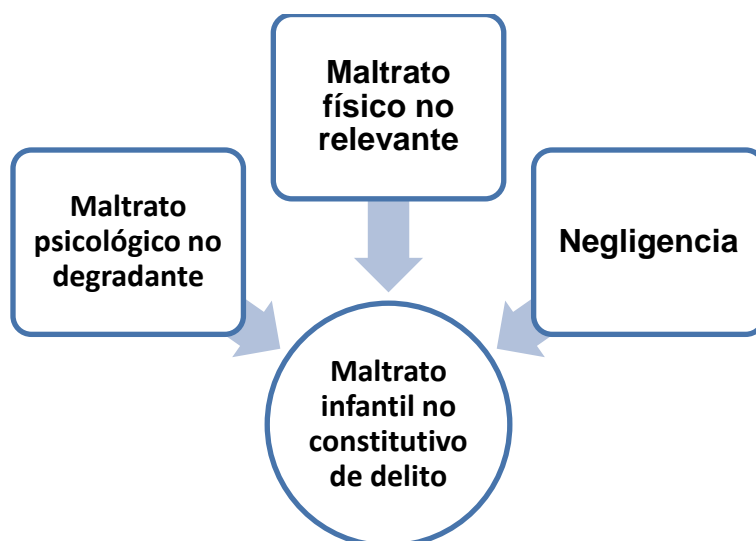 Maltrato
físico no
relevante
Maltrato
psicológico no
degradante
Negligencia
Maltrato
infantil no
constitutivo
de delito